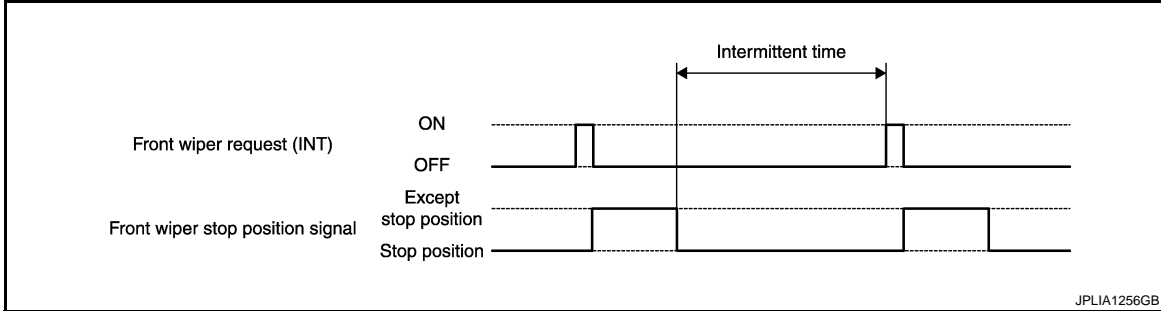 Intermittent time
ON
Front wiper request (INT)
OFF
Except
stop position
Front wiper stop position signal
Stop position
JPLIA1256GB